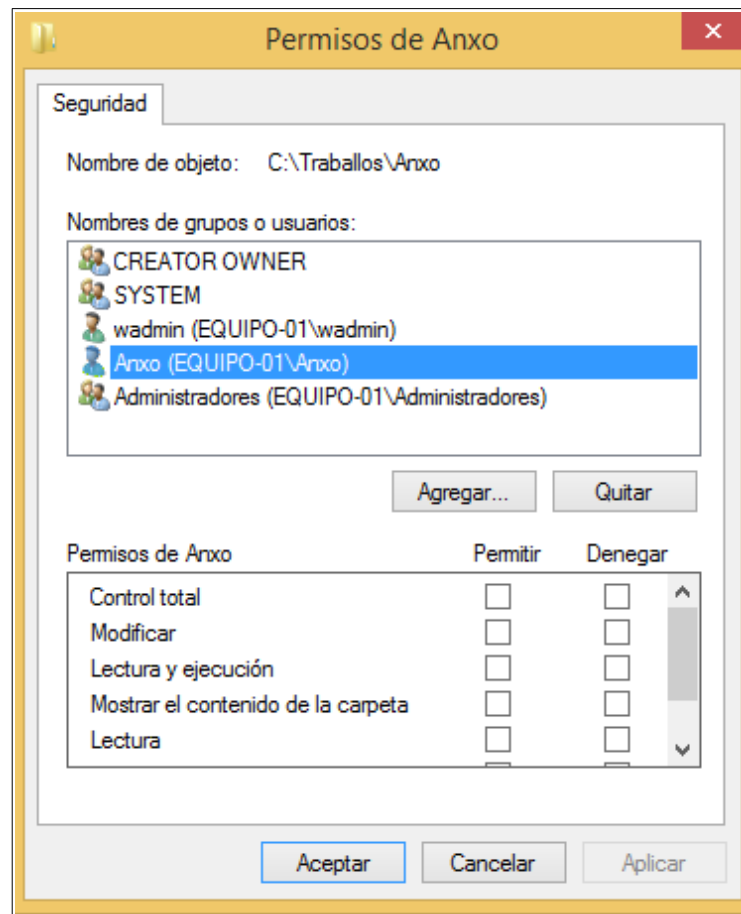 Permisos de Anxo
Seguridad
Nombre de objeto: C:\Traballos\Anxo
Nombres de grupos o usuarios:
CREATOR OWNER
SYSTEM
wadmin (EQUIPO-01\wadmin)
Anxo (EQUIPO-01\Anxo)
Administradores (EQUIPO-01\Administradores)
Agregar... Quitar
Permisos de Anxo Permitir Denegar
Control total
Modificar
Lectura y ejecución
Mostrar el contenido de la carpeta
Lectura
Aceptar Cancelar Aplicar